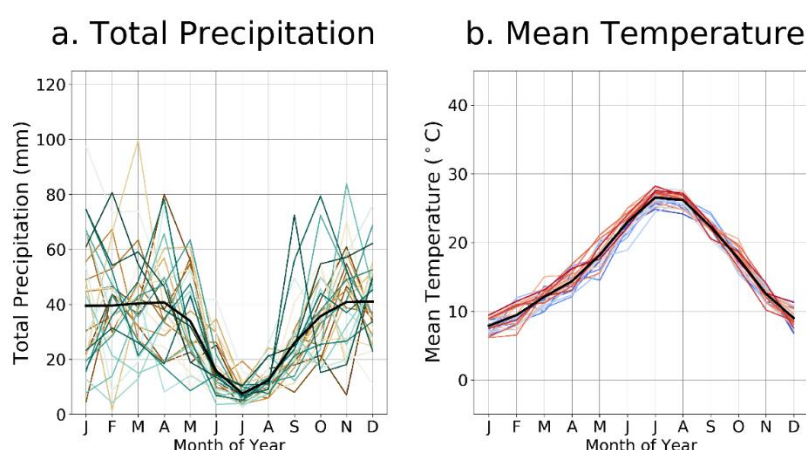 a. Total Precipitation
b. Mean Temperature
Total Precipitation (mm)
120
100
80
60
40
20
0
J F M A M J J A S O N D
Month of Year
Mean Temperature (°C)
40
30
20
10
0
J F M A M J J A S O N D
Month of Year